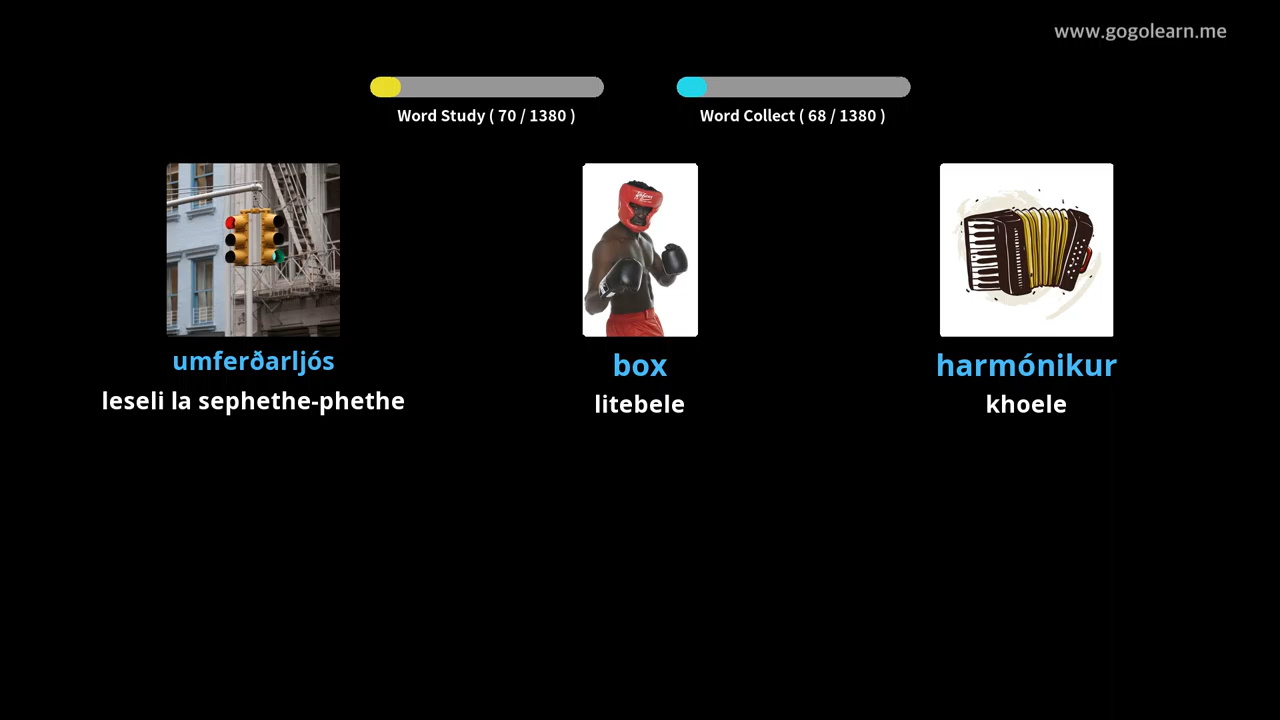 www.gogolearn.me
Word Study ( 70 / 1380 )
Word Collect ( 68 / 1380 )
umferðarljós
leseli la sephethe-phethe
box
litebele
harmónikur
khoele